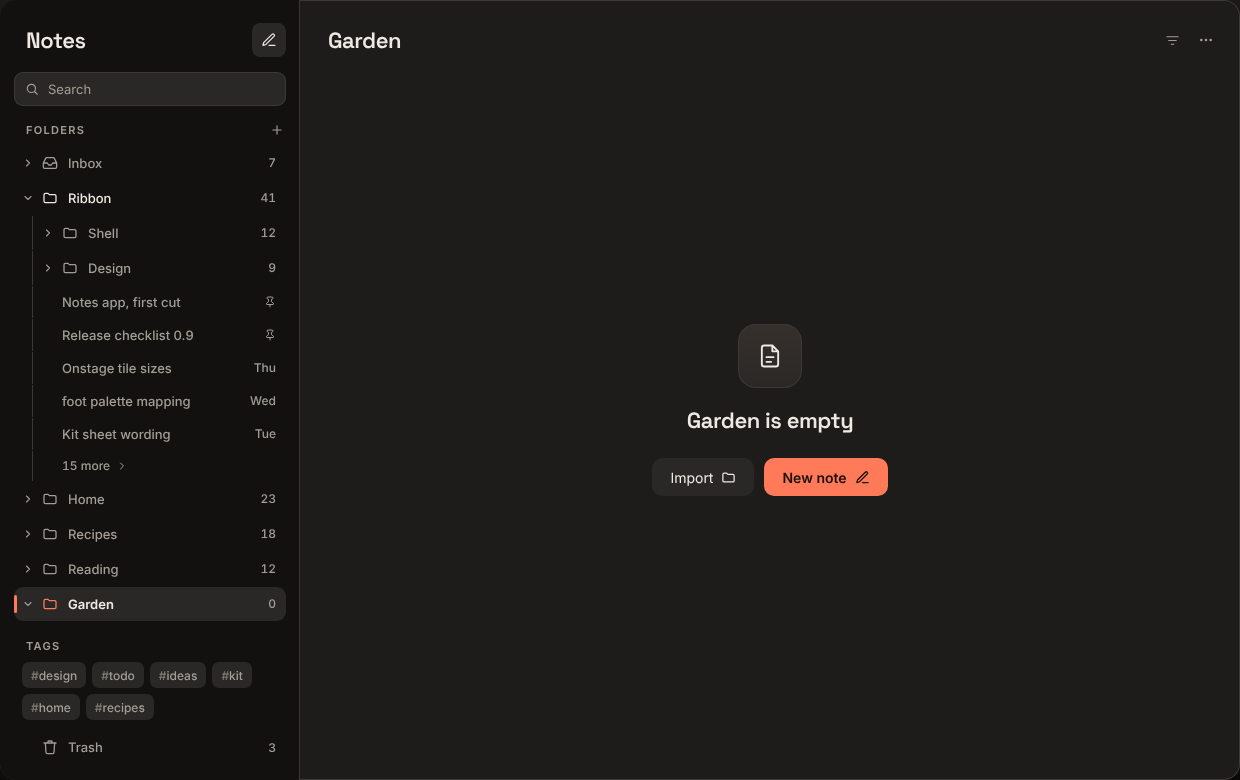 Notes
Search
FOLDERS
Inbox 7
Ribbon 41
Shell 12
Design 9
Notes app, first cut
Release checklist 0.9
Onstage tile sizes Thu
foot palette mapping Wed
Kit sheet wording Tue
15 more
Home 23
Recipes 18
Reading 12
Garden 0
TAGS
#design #todo #ideas #kit
#home #recipes
Trash 3
Garden
Garden is empty
Import New note